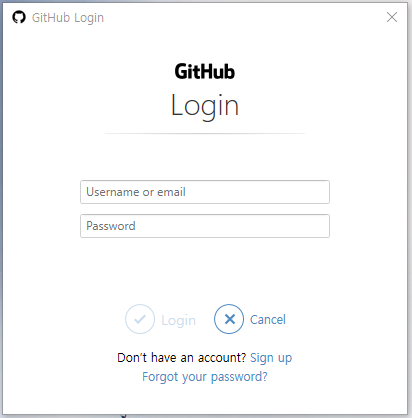 GitHub Login
GitHub
Login
Username or email
Password
Login Cancel
Don't have an account? Sign up
Forgot your password?